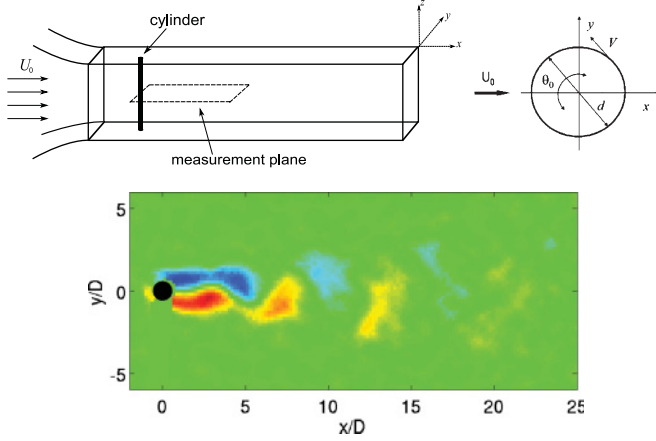 cylinder
U₀
z
y
x
measurement plane
y
V
U₀
θ₀
d
x
5
0
-5
y/D
0
5
10
15
20
25
x/D